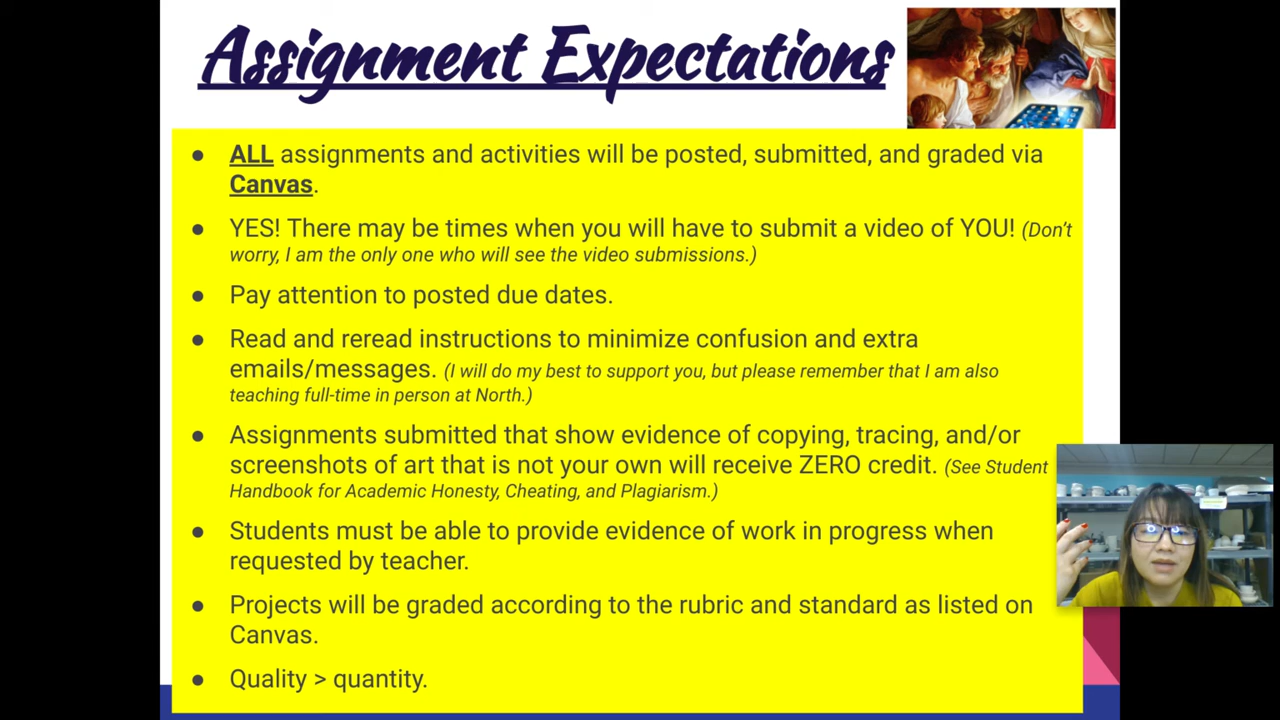 Assignment Expectations
● ALL assignments and activities will be posted, submitted, and graded via
Canvas.
● YES! There may be times when you will have to submit a video of YOU! (Don't
worry, I am the only one who will see the video submissions.)
● Pay attention to posted due dates.
● Read and reread instructions to minimize confusion and extra
emails/messages. (I will do my best to support you, but please remember that I am also
teaching full-time in person at North.)
● Assignments submitted that show evidence of copying, tracing, and/or
screenshots of art that is not your own will receive ZERO credit. (See Student
Handbook for Academic Honesty, Cheating, and Plagiarism.)
● Students must be able to provide evidence of work in progress when
requested by teacher.
● Projects will be graded according to the rubric and standard as listed on
Canvas.
● Quality > quantity.